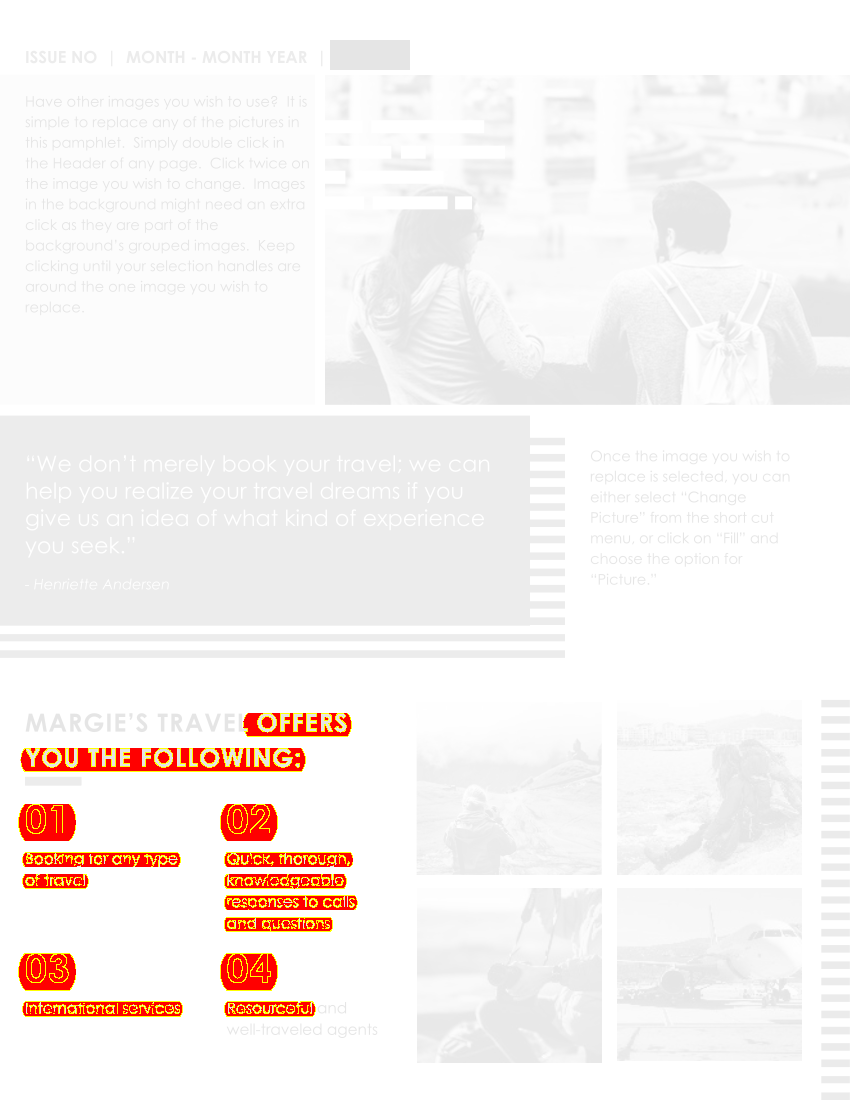 ISSUE NO | MONTH - MONTH YEAR |
Have other images you wish to use? It is
simple to replace any of the pictures in
this pamphlet. Simply double click in
the Header of any page. Click twice on
the image you wish to change. Images
in the background might need an extra
click as they are part of the
background's grouped images. Keep
clicking until your selection handles are
around the one image you wish to
replace.
“We don't merely book your travel; we can
help you realize your travel dreams if you
give us an idea of what kind of experience
you seek.”
- Henriette Andersen
Once the image you wish to
replace is selected, you can
either select “Change
Picture” from the short cut
menu, or click on “Fill” and
choose the option for
“Picture.”
MARGIE'S TRAVEL OFFERS
YOU THE FOLLOWING:
01
Booking for any type
of travel
02
Quick, thorough,
knowledgeable
responses to calls
and questions
03
International services
04
Resourceful and
well-traveled agents